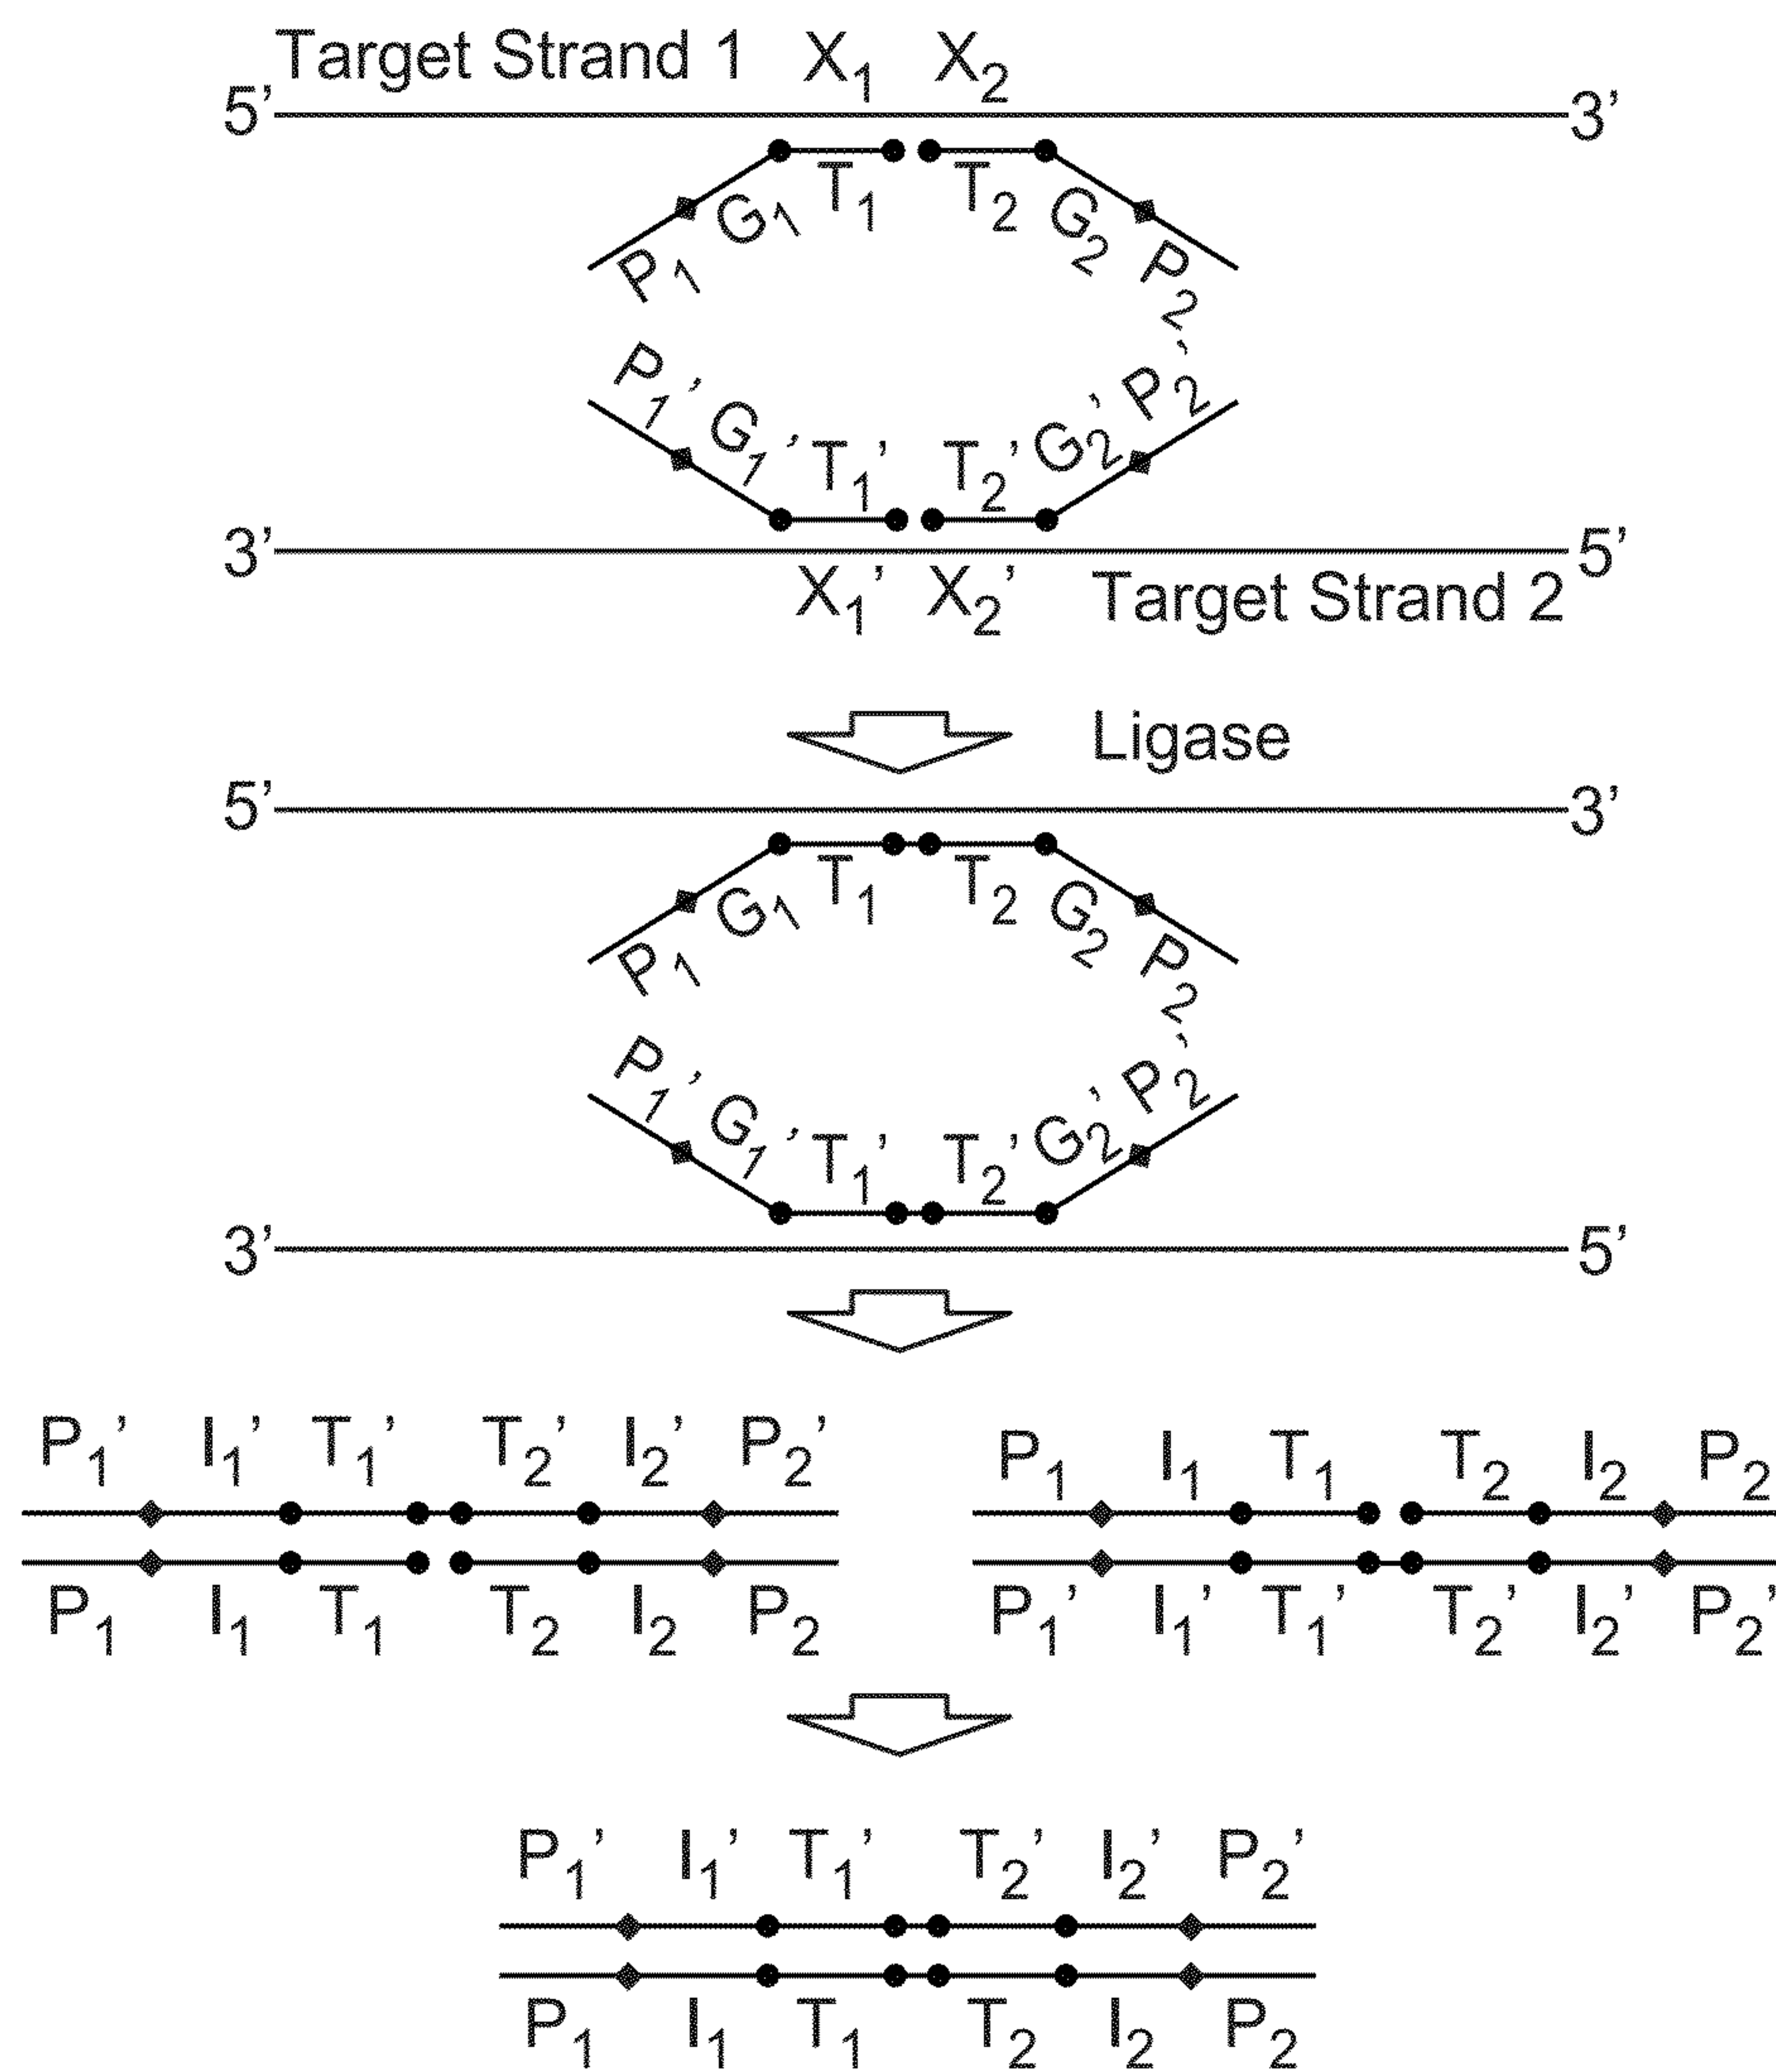 Target Strand 1 X₁ X₂
5’ 3’
T₁ T₂
G₁ G₂
P₁ P₂
P₁’ P₂’
G₁’ G₂’
T₁’ T₂’
3’ 5’
X₁’ X₂’ Target Strand 2
Ligase
5’ 3’
T₁ T₂
G₁ G₂
P₁ P₂
P₁’ P₂’
G₁’ G₂’
T₁’ T₂’
3’ 5’
P₁’ I₁’ T₁’ T₂’ I₂’ P₂’ P₁ I₁ T₁ T₂ I₂ P₂
P₁ I₁ T₁ T₂ I₂ P₂ P₁’ I₁’ T₁’ T₂’ I₂’ P₂’
P₁’ I₁’ T₁’ T₂’ I₂’ P₂’
P₁ I₁ T₁ T₂ I₂ P₂